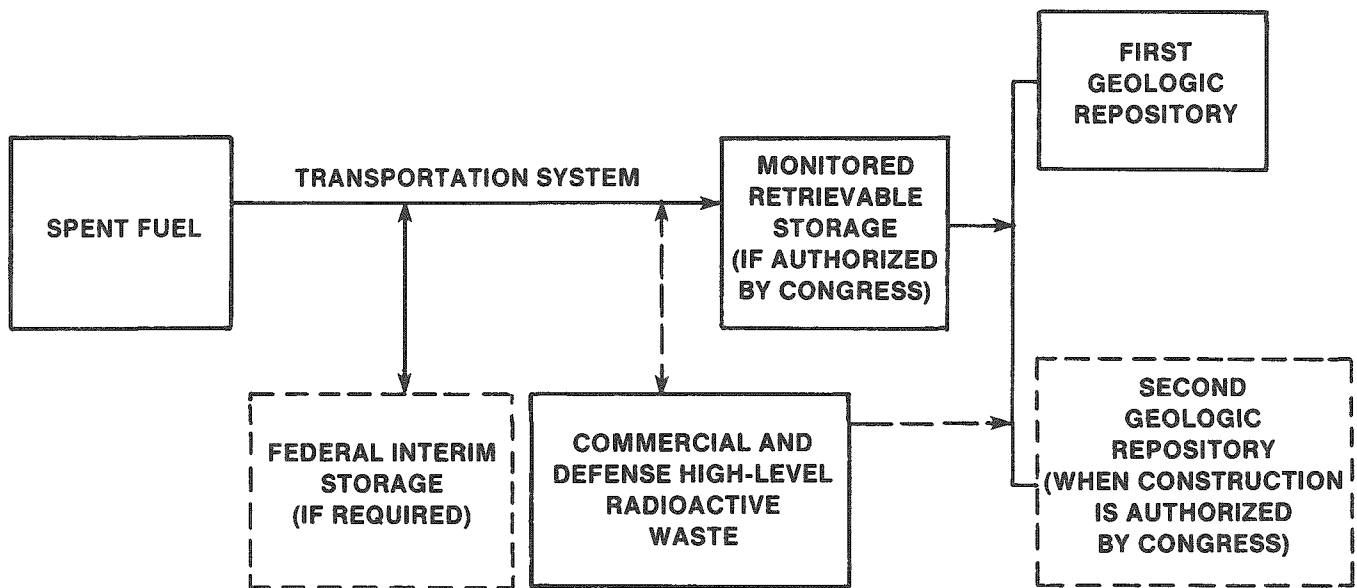 FIRST
GEOLOGIC
REPOSITORY
SPENT FUEL
TRANSPORTATION SYSTEM
MONITORED
RETRIEVABLE
STORAGE
(IF AUTHORIZED
BY CONGRESS)
FEDERAL INTERIM
STORAGE
(IF REQUIRED)
COMMERCIAL AND
DEFENSE HIGH-LEVEL
RADIOACTIVE
WASTE
SECOND
GEOLOGIC
REPOSITORY
(WHEN CONSTRUCTION
IS AUTHORIZED
BY CONGRESS)